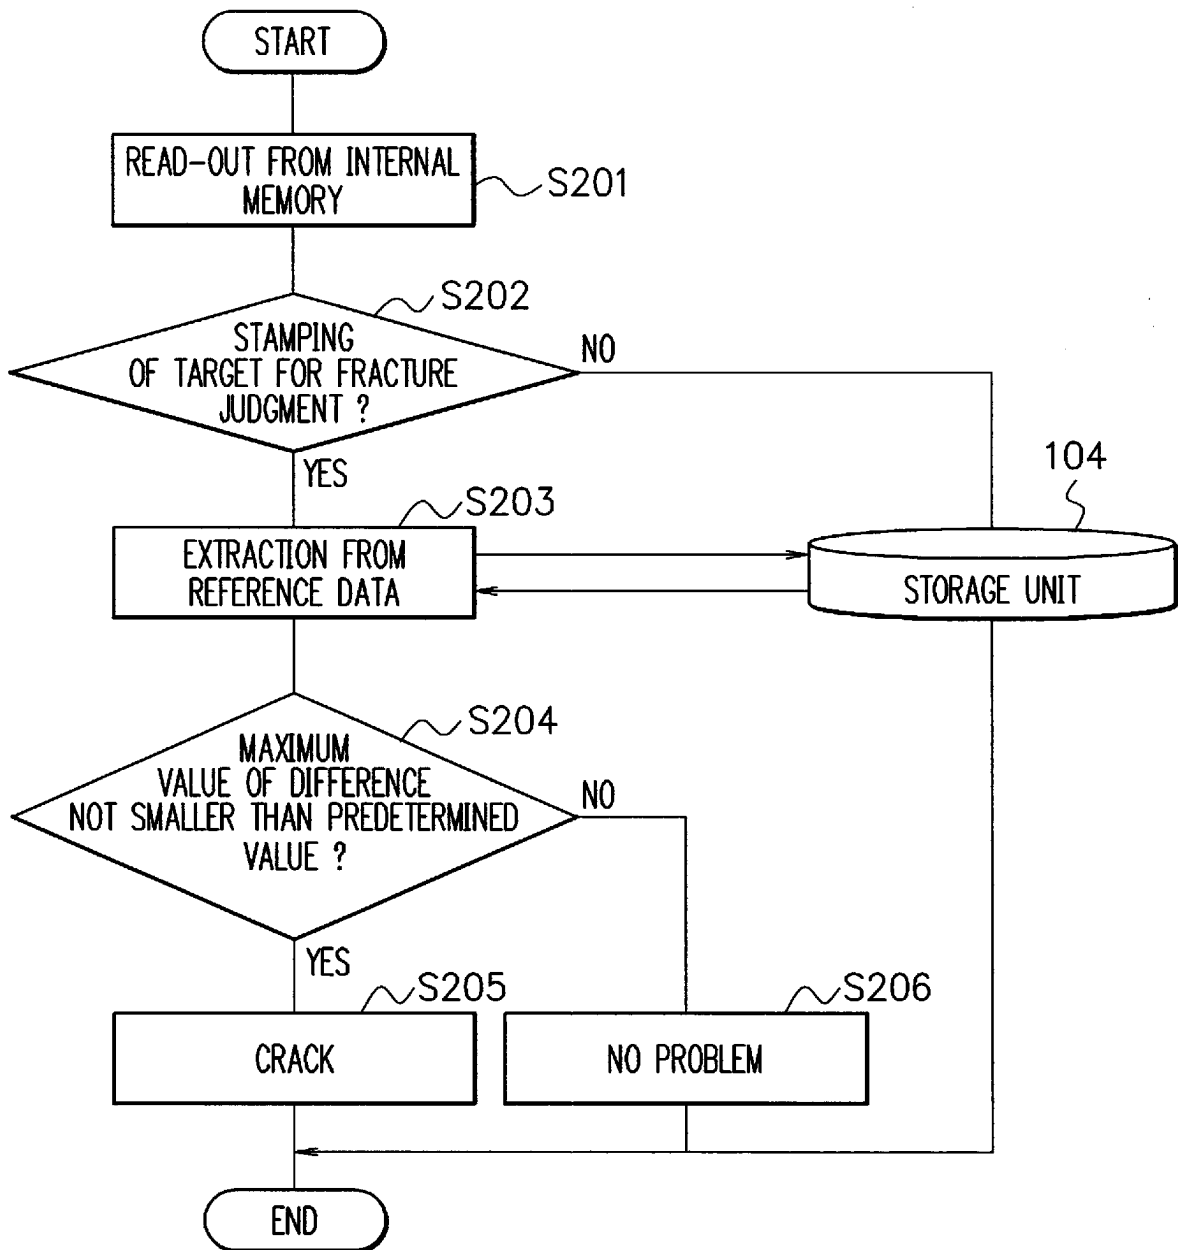 START
READ-OUT FROM INTERNAL
MEMORY
S201
S202
STAMPING
OF TARGET FOR FRACTURE
JUDGMENT ?
NO
YES
S203
104
EXTRACTION FROM
REFERENCE DATA
STORAGE UNIT
S204
MAXIMUM
VALUE OF DIFFERENCE
NOT SMALLER THAN PREDETERMINED
VALUE ?
NO
YES
S205
S206
CRACK
NO PROBLEM
END